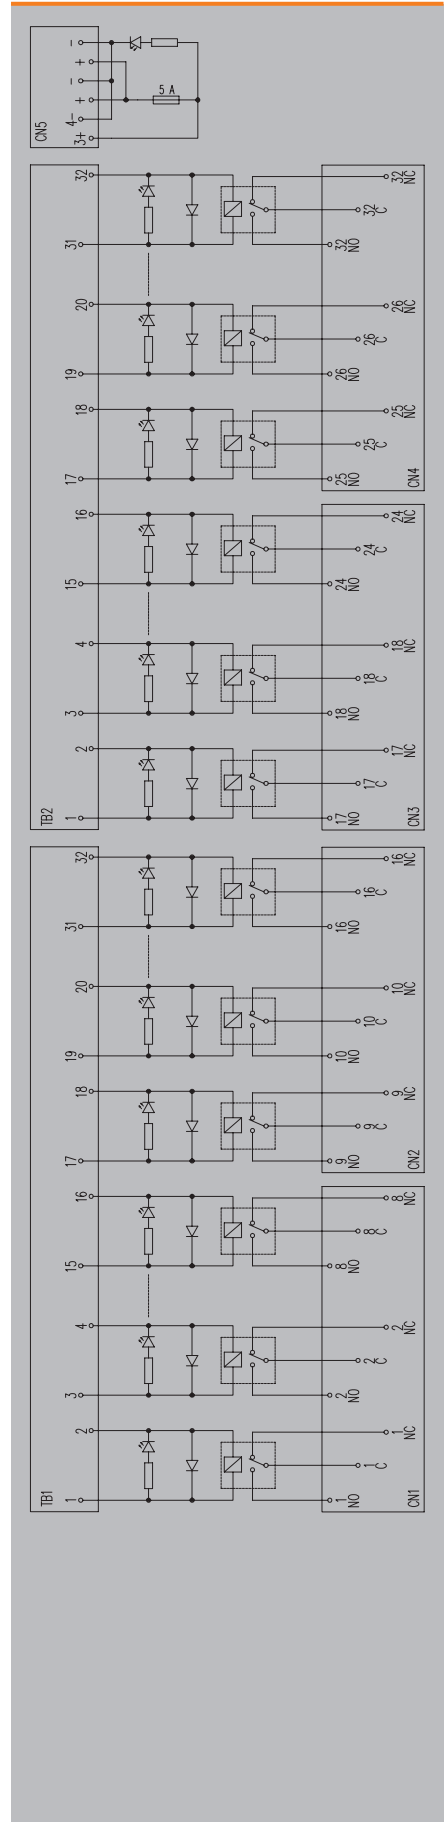 TB1 TB2 CN5
1 2 3 4 15 16 17 18 19 20 31 32 1 2 3 4 15 16 17 18 19 20 31 32 3+ 4- + - + -
5 A
1 2 8 9 10 16 17 18 24 25 26 32
NO NO NO NO NO NO NO NO NO NO NO NO
1 2 8 9 10 16 17 18 24 25 26 32
C C C C C C C C C C C C
1 2 8 9 10 16 17 18 24 25 26 32
NC NC NC NC NC NC NC NC NC NC NC NC
CN1 CN2 CN3 CN4